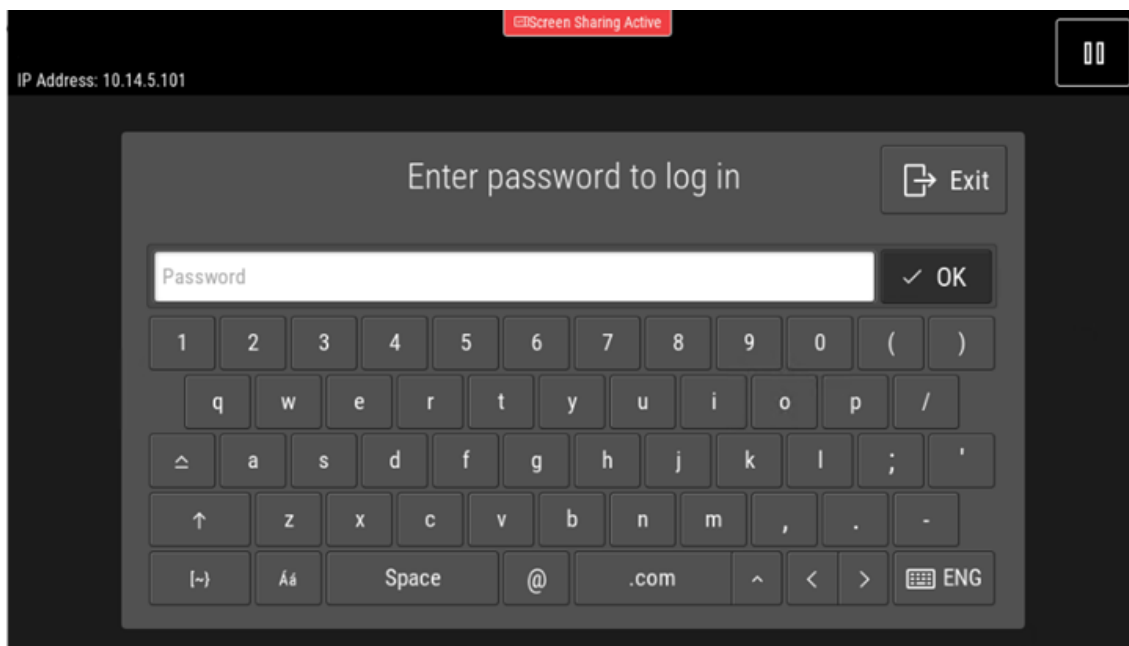 Screen Sharing Active
IP Address: 10.14.5.101
Enter password to log in
Exit
Password
OK
1 2 3 4 5 6 7 8 9 0 ( )
q w e r t y u i o p /
a s d f g h j k l ; '
z x c v b n m , . -
[~} Áá Space @ .com ^ < > ENG